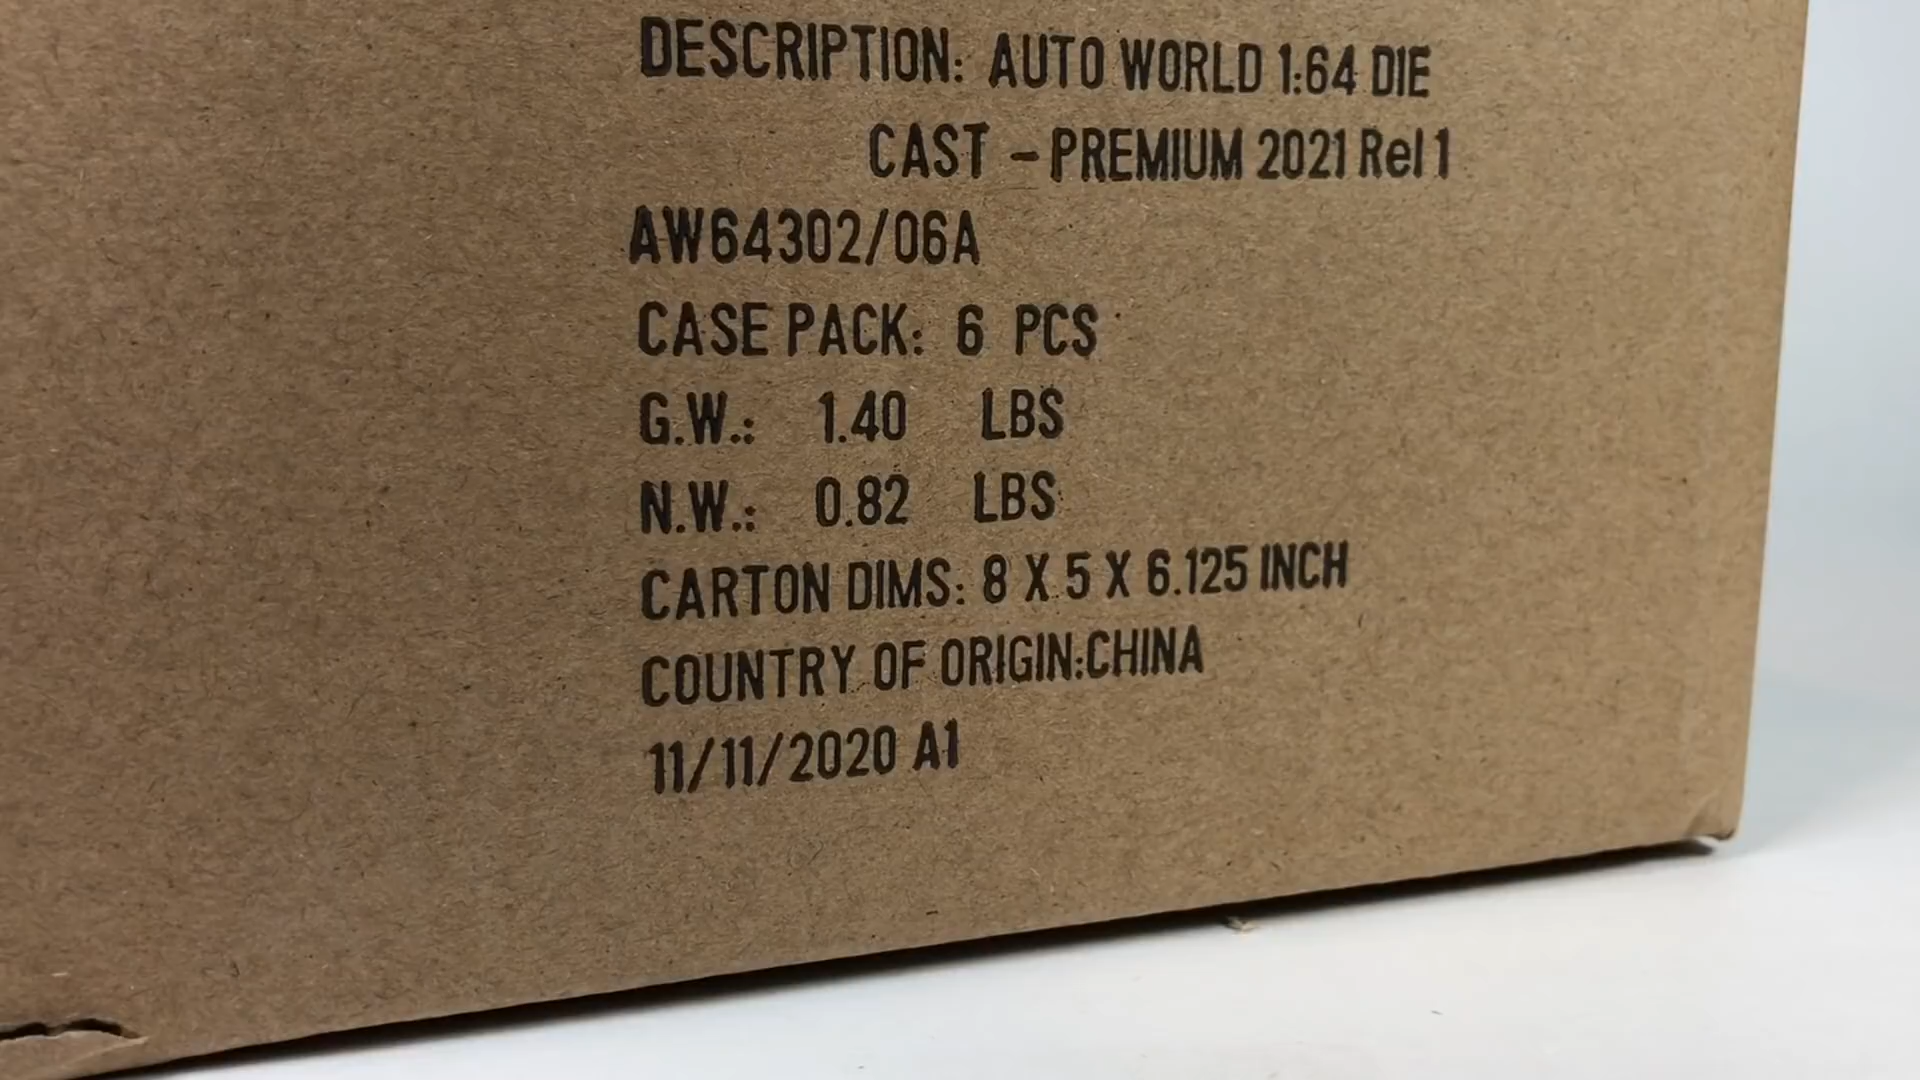 DESCRIPTION: AUTO WORLD 1:64 DIE
CAST - PREMIUM 2021 Rel 1
AW64302/06A
CASE PACK: 6 PCS
G.W.: 1.40 LBS
N.W.: 0.82 LBS
CARTON DIMS: 8 X 5 X 6.125 INCH
COUNTRY OF ORIGIN:CHINA
11/11/2020 A1